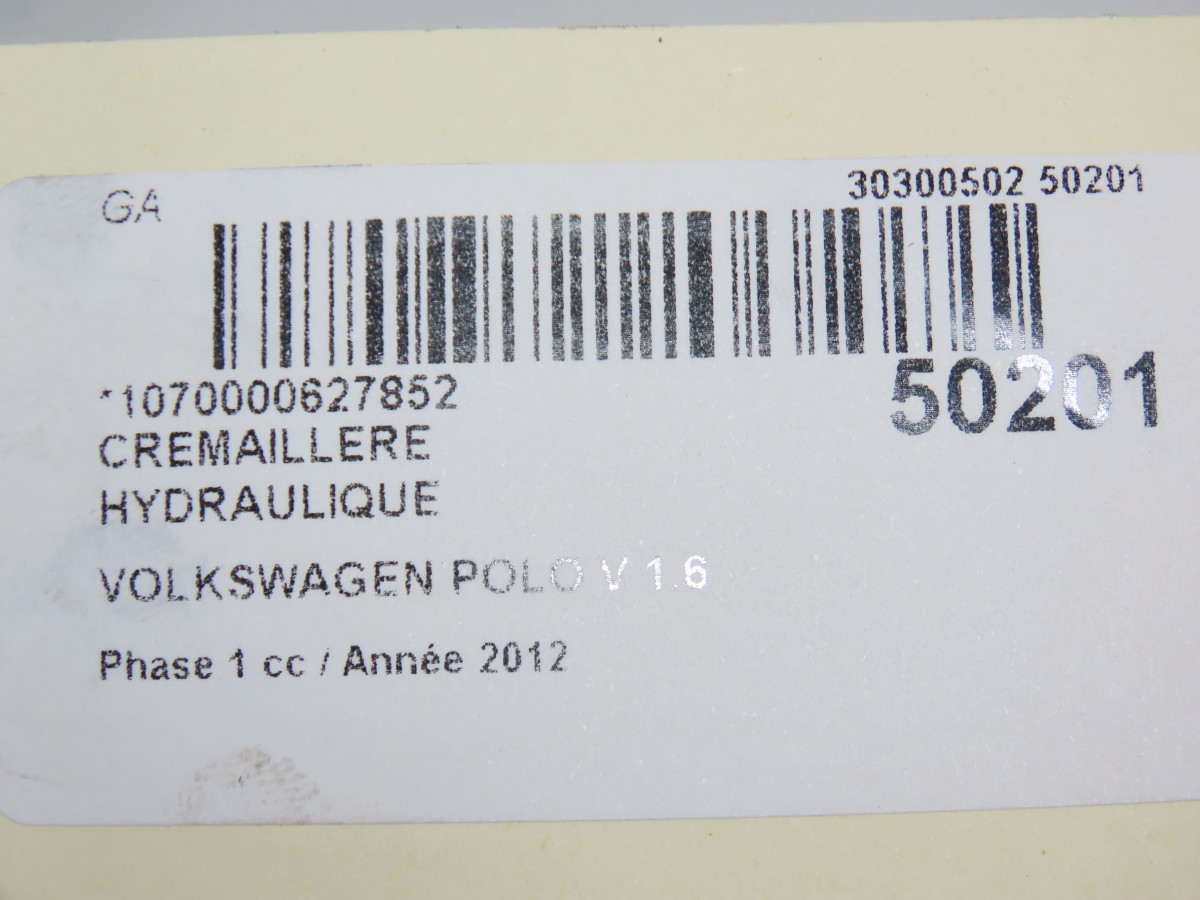 GA
30300502 50201
*1070000627852
50201
CREMAILLERE
HYDRAULIQUE
VOLKSWAGEN POLO V 1.6
Phase 1 cc / Année 2012